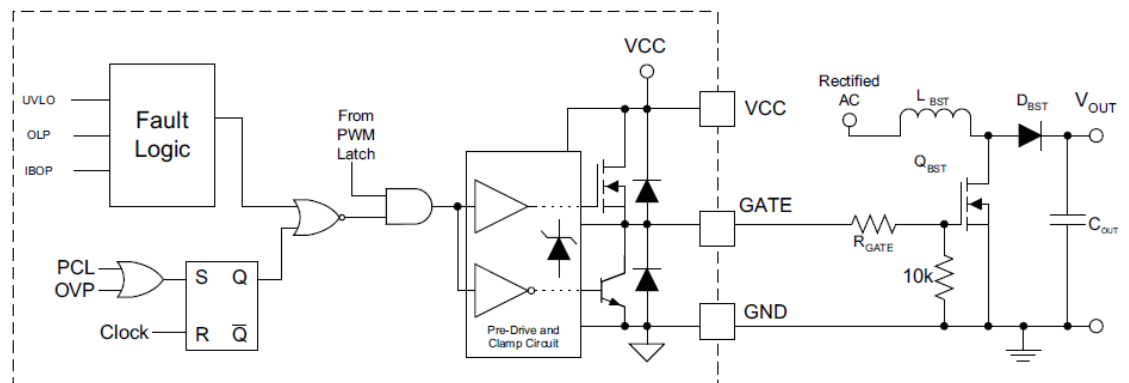 VCC
UVLO
OLP
IBOP
Fault
Logic
From
PWM
Latch
VCC
Rectified
AC
L BST
D BST
V OUT
Q BST
GATE
R GATE
C OUT
10k
PCL
OVP
S Q
R Q̅
Clock
Pre-Drive and
Clamp Circuit
GND